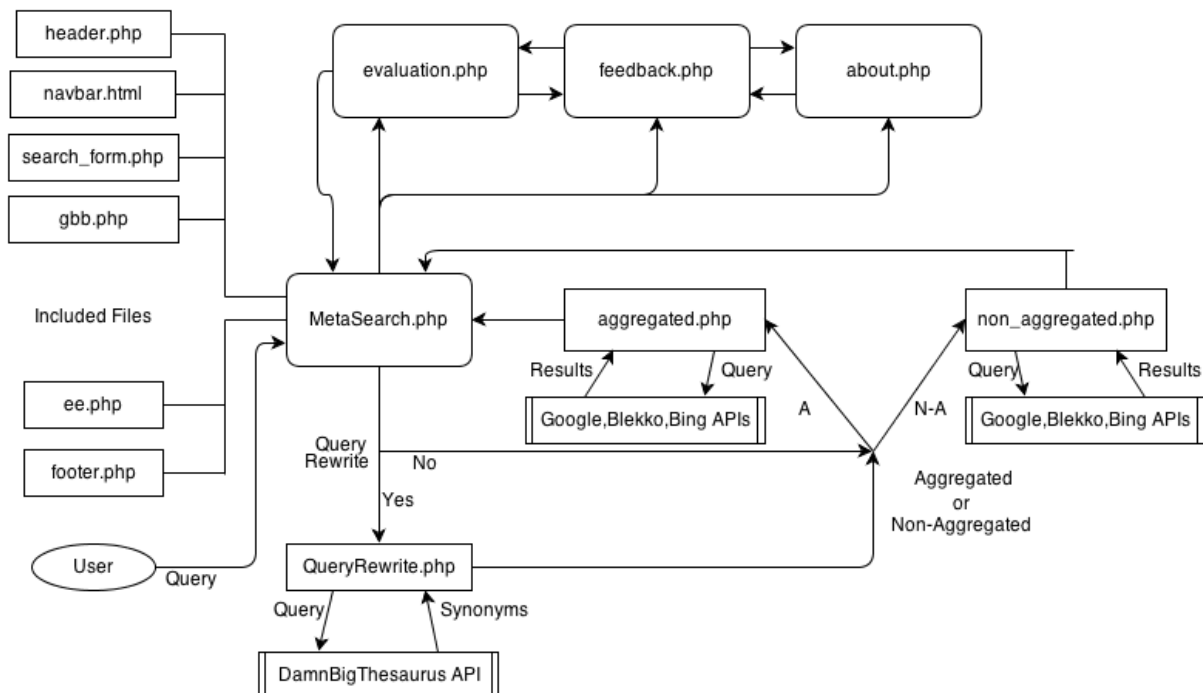 header.php
navbar.html
search_form.php
gbb.php
Included Files
ee.php
footer.php
User
Query
evaluation.php
feedback.php
about.php
MetaSearch.php
aggregated.php
non_aggregated.php
Results
Query
Google,Blekko,Bing APIs
Query
Results
Google,Blekko,Bing APIs
A
N-A
Query
Rewrite
No
Yes
Aggregated
or
Non-Aggregated
QueryRewrite.php
Query
Synonyms
DamnBigThesaurus API